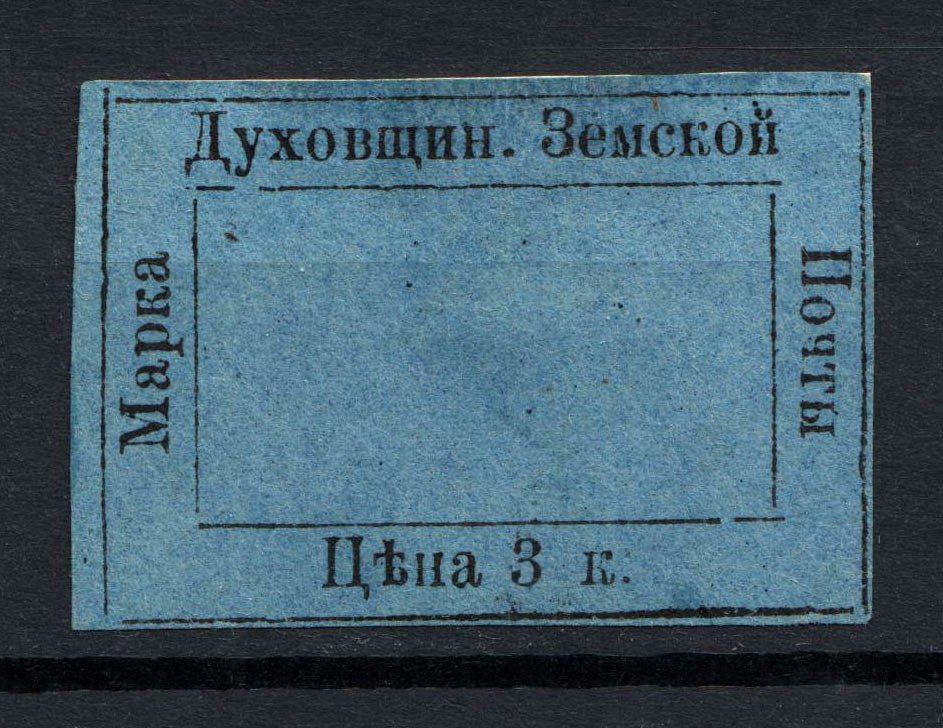 Марка
Духовщин. Земской
Почты
Цѣна 3 к.